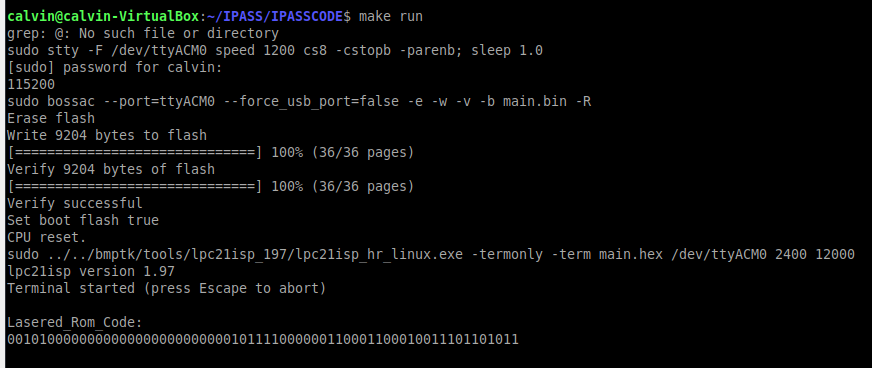 calvin@calvin-VirtualBox:~/IPASS/IPASSCODE$ make run
grep: @: No such file or directory
sudo stty -F /dev/ttyACM0 speed 1200 cs8 -cstopb -parenb; sleep 1.0
[sudo] password for calvin:
115200
sudo bossac --port=ttyACM0 --force_usb_port=false -e -w -v -b main.bin -R
Erase flash
Write 9204 bytes to flash
[==============================] 100% (36/36 pages)
Verify 9204 bytes of flash
[==============================] 100% (36/36 pages)
Verify successful
Set boot flash true
CPU reset.
sudo ../../bmptk/tools/lpc21isp_197/lpc21isp_hr_linux.exe -termonly -term main.hex /dev/ttyACM0 2400 12000
lpc21isp version 1.97
Terminal started (press Escape to abort)
Lasered_Rom_Code:
0010100000000000000000000000101111000000110001100010011101101011